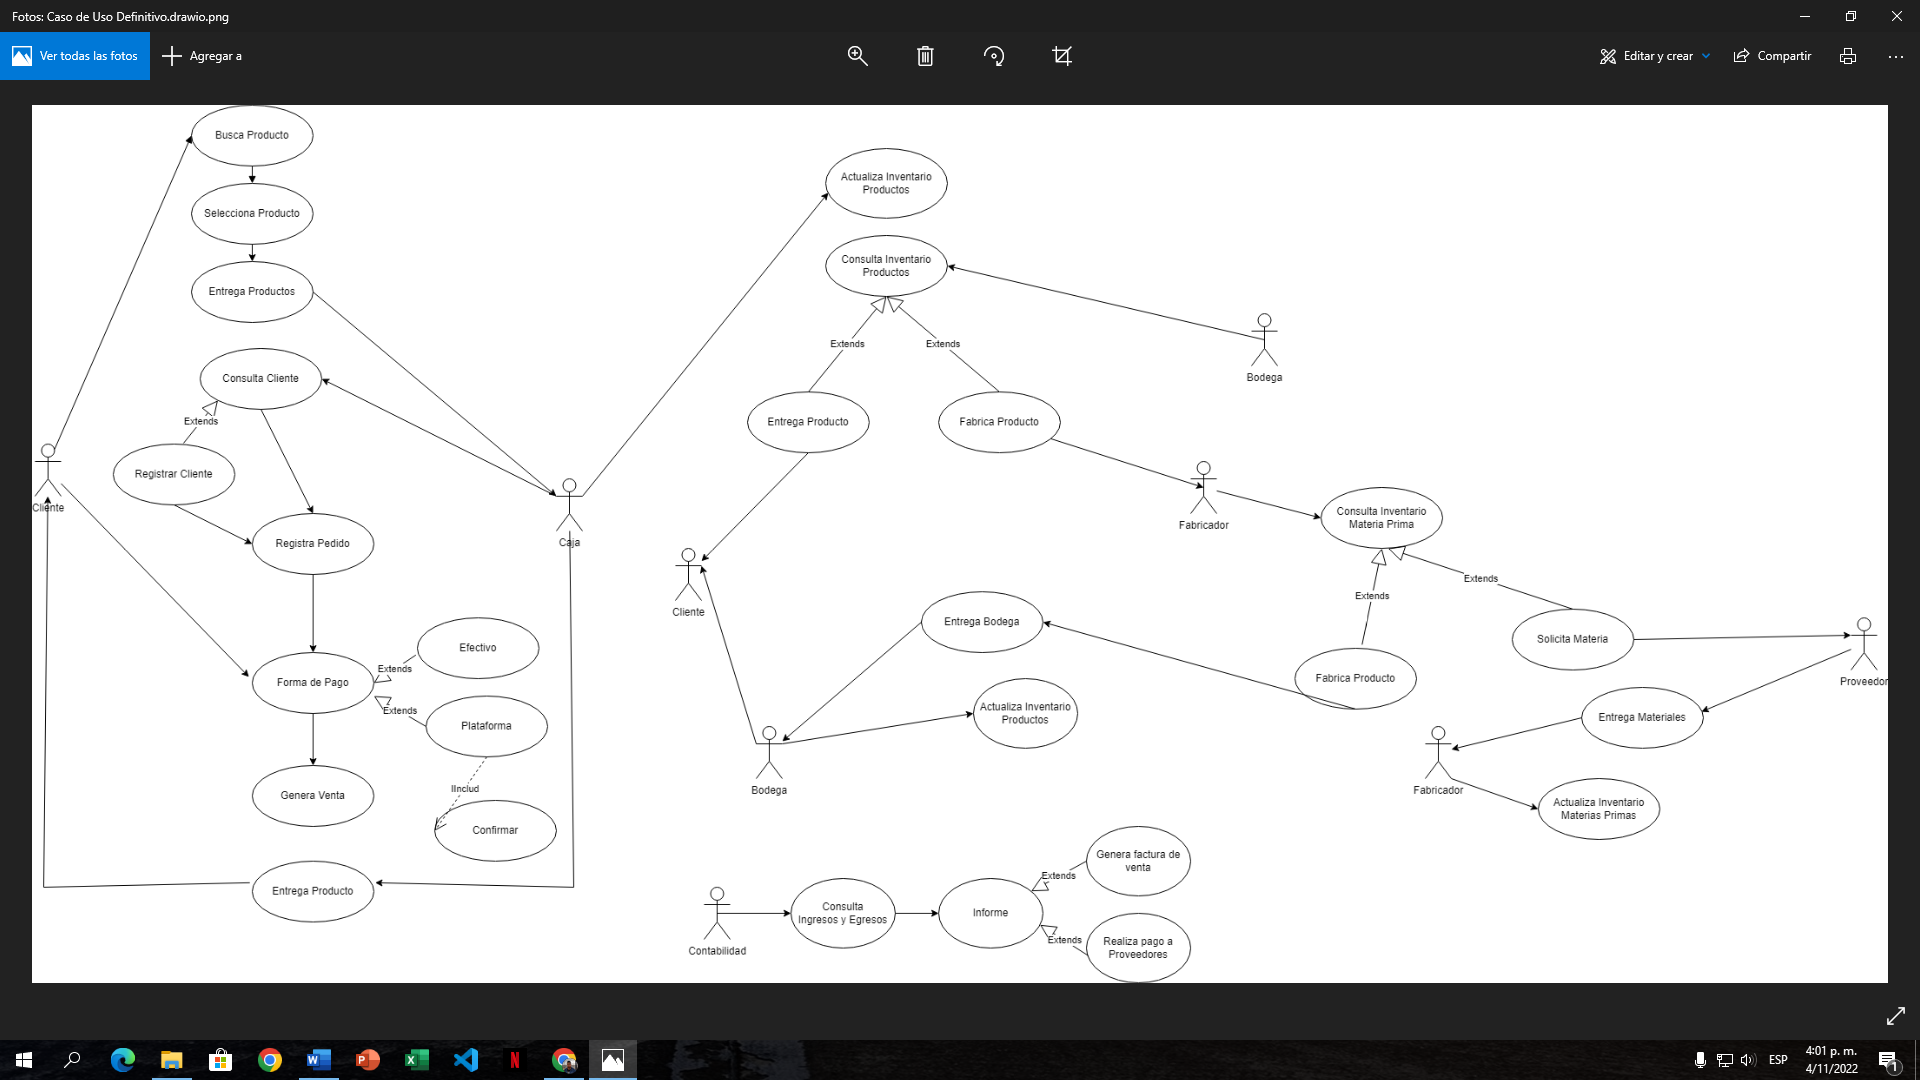 Fotos: Caso de Uso Definitivo.drawio.png
Ver todas las fotos
Agregar a
Editar y crear
Compartir
Busca Producto
Selecciona Producto
Entrega Productos
Consulta Cliente
Extends
Registrar Cliente
Cliente
Registra Pedido
Caja
Forma de Pago
Extends
Efectivo
Extends
Plataforma
IInclud
Genera Venta
Confirmar
Entrega Producto
Actualiza Inventario
Productos
Consulta Inventario
Productos
Extends
Extends
Bodega
Entrega Producto
Fabrica Producto
Fabricador
Consulta Inventario
Materia Prima
Extends
Extends
Cliente
Entrega Bodega
Solicita Materia
Proveedor
Fabrica Producto
Actualiza Inventario
Productos
Entrega Materiales
Bodega
Fabricador
Actualiza Inventario
Materias Primas
Genera factura de
venta
Extends
Contabilidad
Consulta
Ingresos y Egresos
Informe
Extends
Realiza pago a
Proveedores
ESP
4:01 p. m.
4/11/2022
1